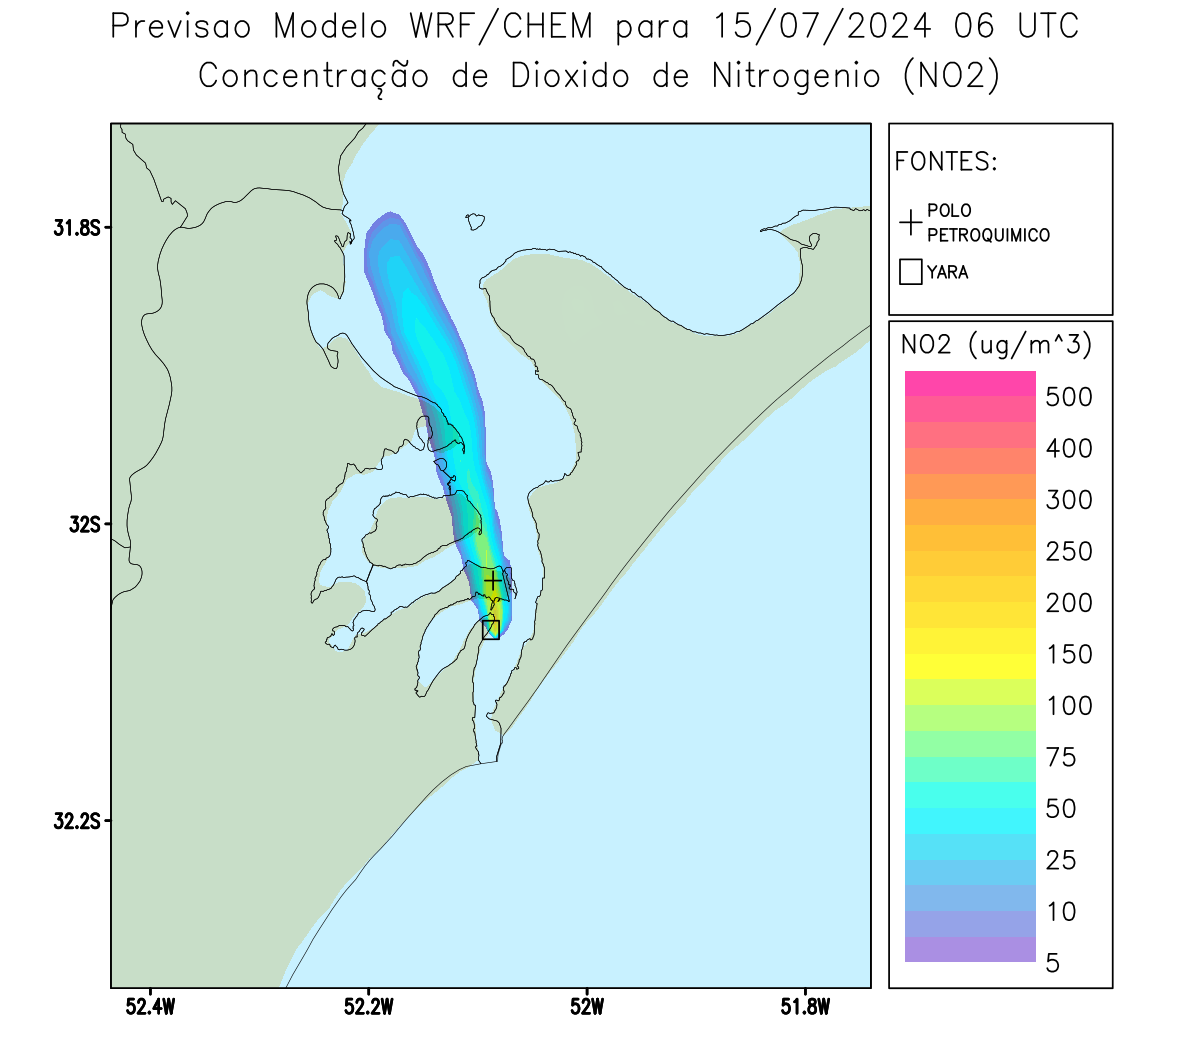 Previsao Modelo WRF/CHEM para 15/07/2024 06 UTC
Concentração de Dioxido de Nitrogenio (NO2)
FONTES:
POLO
PETROQUIMICO
YARA
31.8S
32S
32.2S
52.4W
52.2W
52W
51.8W
NO2 (ug/m^3)
500
400
300
250
200
150
100
75
50
25
10
5